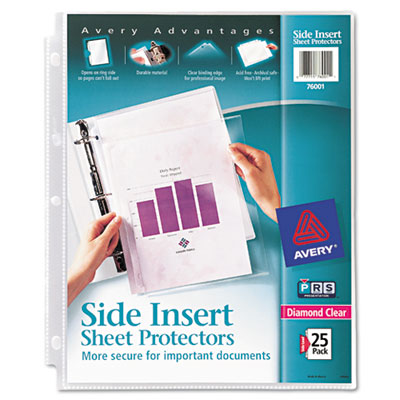 Avery Advantages
Side Insert
Sheet Protectors
76001
Opens on ring side
so pages can't fall out!
Durable material
Clear binding edges
for professional image
Acid free-Archival safe-
Won't lift print
AVERY
PRS
PRESENTATION
Diamond Clear
25
Pack
Side Insert
Sheet Protectors
More secure for important documents